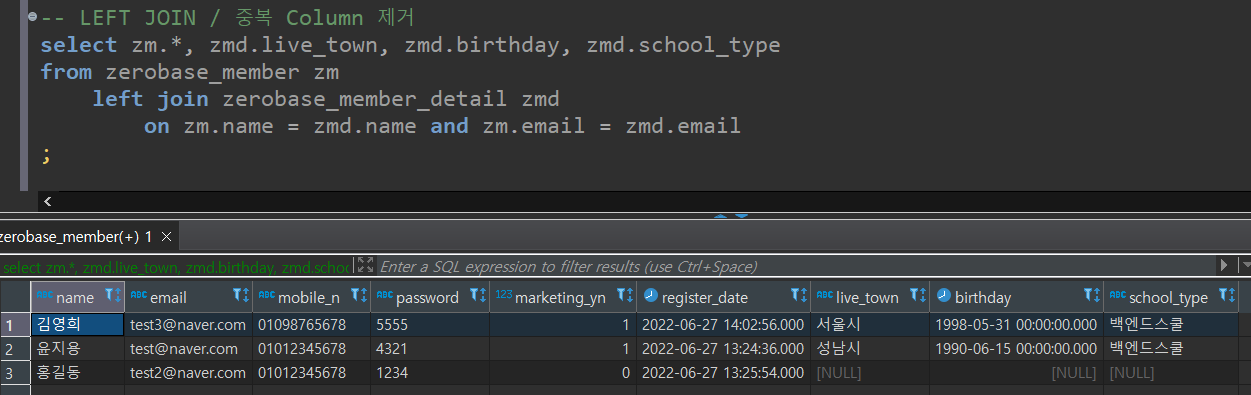 -- LEFT JOIN / 중복 Column 제거
select zm.*, zmd.live_town, zmd.birthday, zmd.school_type
from zerobase_member zm
left join zerobase_member_detail zmd
on zm.name = zmd.name and zm.email = zmd.email
;
zerobase_member(+) 1
select zm.*, zmd.live_town, zmd.birthday, zmd.schoo Enter a SQL expression to filter results (use Ctrl+Space)
ABC name ABC email ABC mobile_n ABC password 123 marketing_yn register_date ABC live_town birthday ABC school_type
1 김영희 test3@naver.com 01098765678 5555 1 2022-06-27 14:02:56.000 서울시 1998-05-31 00:00:00.000 백엔드스쿨
2 윤지용 test@naver.com 01012345678 4321 1 2022-06-27 13:24:36.000 성남시 1990-06-15 00:00:00.000 백엔드스쿨
3 홍길동 test2@naver.com 01012345678 1234 0 2022-06-27 13:25:54.000 [NULL] [NULL] [NULL]